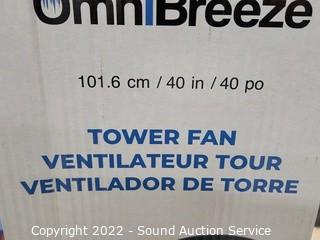 OmniBreeze
101.6 cm / 40 in / 40 po
TOWER FAN
VENTILATEUR TOUR
VENTILADOR DE TORRE
Copyright 2022 - Sound Auction Service